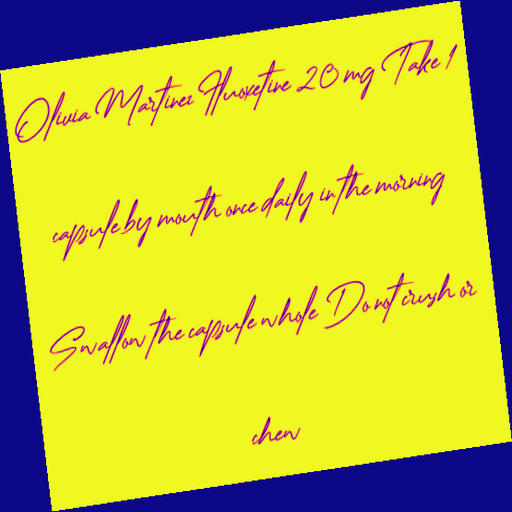 Olivia Martinez Fluoxetine 20 mg Take 1
capsule by mouth once daily in the morning
Swallow the capsule whole Do not crush or
chew